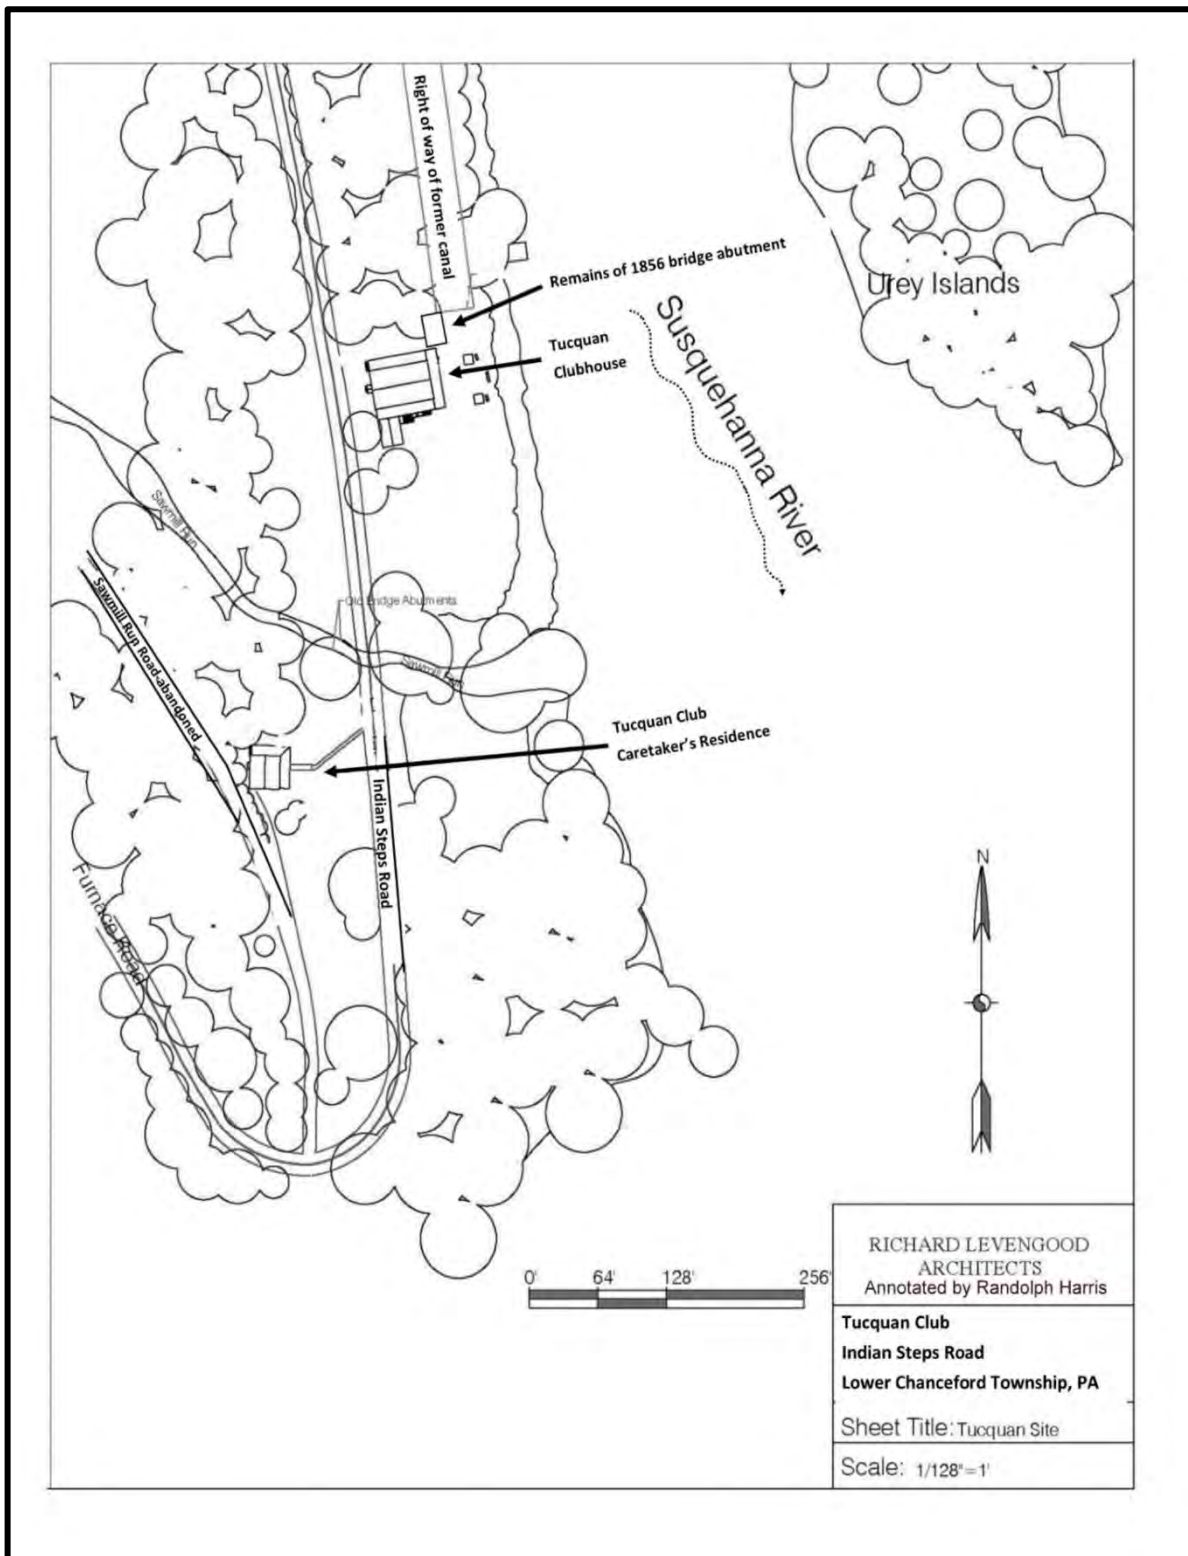 Right of way of former canal
Remains of 1856 bridge abutment
Urey Islands
Tucquan
Clubhouse
Susquehanna River
Sawmill Run
Sawmill Run Road-abandoned
Old Bridge Abutments
Sawmill Run
Tucquan Club
Caretaker's Residence
Indian Steps Road
Furnace Road
N
0' 64' 128' 256'
RICHARD LEVENGOOD
ARCHITECTS
Annotated by Randolph Harris
Tucquan Club
Indian Steps Road
Lower Chanceford Township, PA
Sheet Title: Tucquan Site
Scale: 1/128"=1'